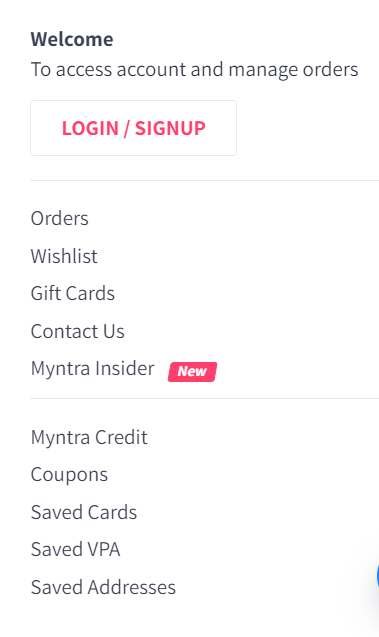 Welcome
To access account and manage orders
LOGIN / SIGNUP
Orders
Wishlist
Gift Cards
Contact Us
Myntra Insider New
Myntra Credit
Coupons
Saved Cards
Saved VPA
Saved Addresses